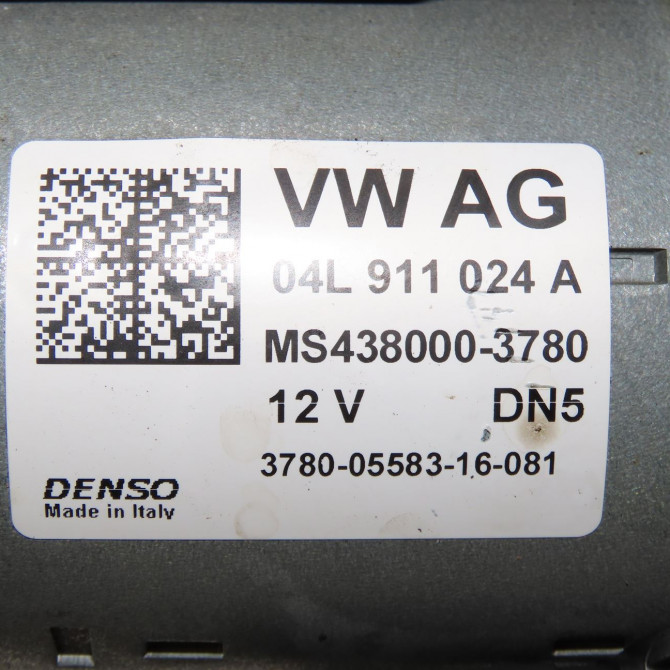 VW AG
04L 911 024 A
MS438000-3780
12 V DN5
3780-05583-16-081
DENSO
Made in Italy